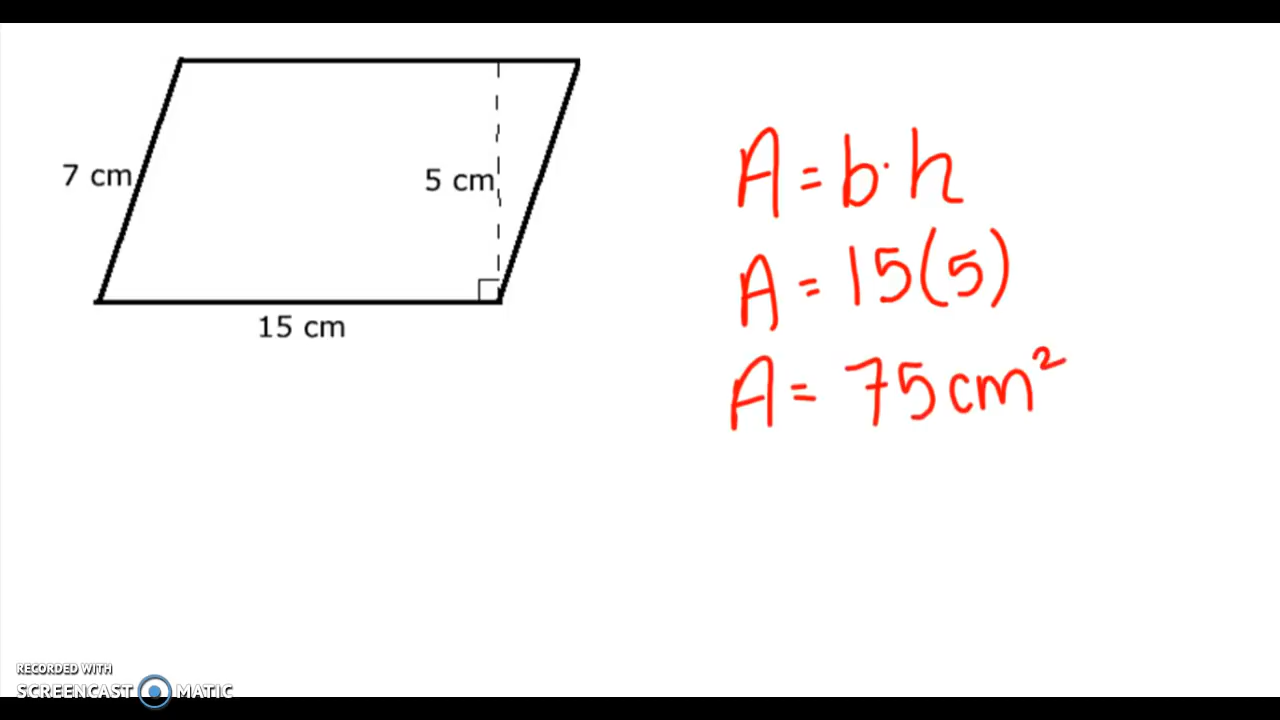 7 cm
5 cm
15 cm
A = b · h
A = 15(5)
A = 75 cm²
RECORDED WITH
SCREENCAST MATIC